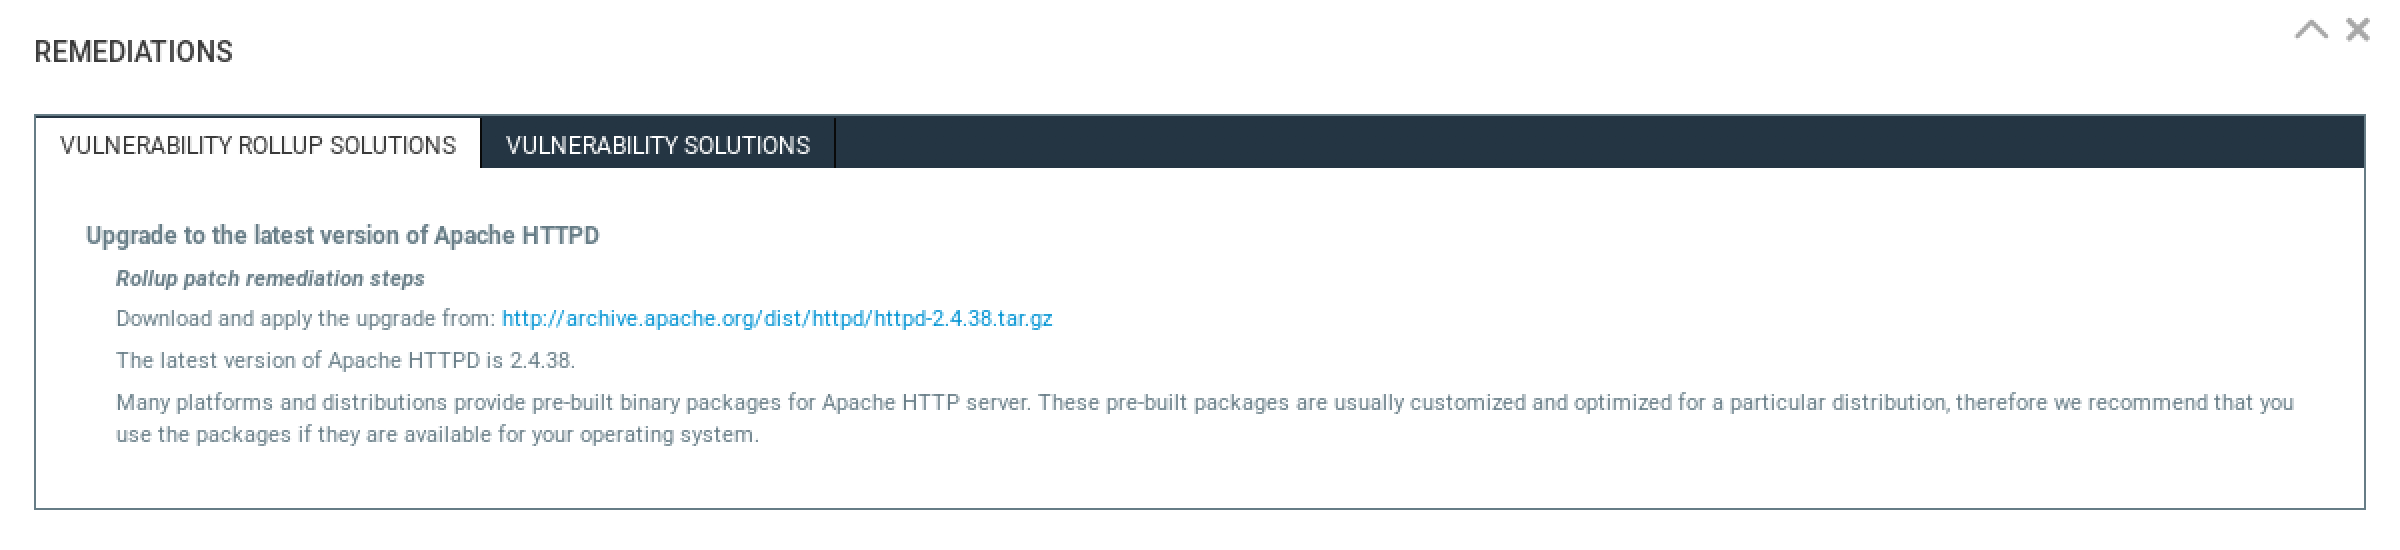 REMEDIATIONS
VULNERABILITY ROLLUP SOLUTIONS
VULNERABILITY SOLUTIONS
Upgrade to the latest version of Apache HTTPD
Rollup patch remediation steps
Download and apply the upgrade from: http://archive.apache.org/dist/httpd/httpd-2.4.38.tar.gz
The latest version of Apache HTTPD is 2.4.38.
Many platforms and distributions provide pre-built binary packages for Apache HTTP server. These pre-built packages are usually customized and optimized for a particular distribution, therefore we recommend that you
use the packages if they are available for your operating system.